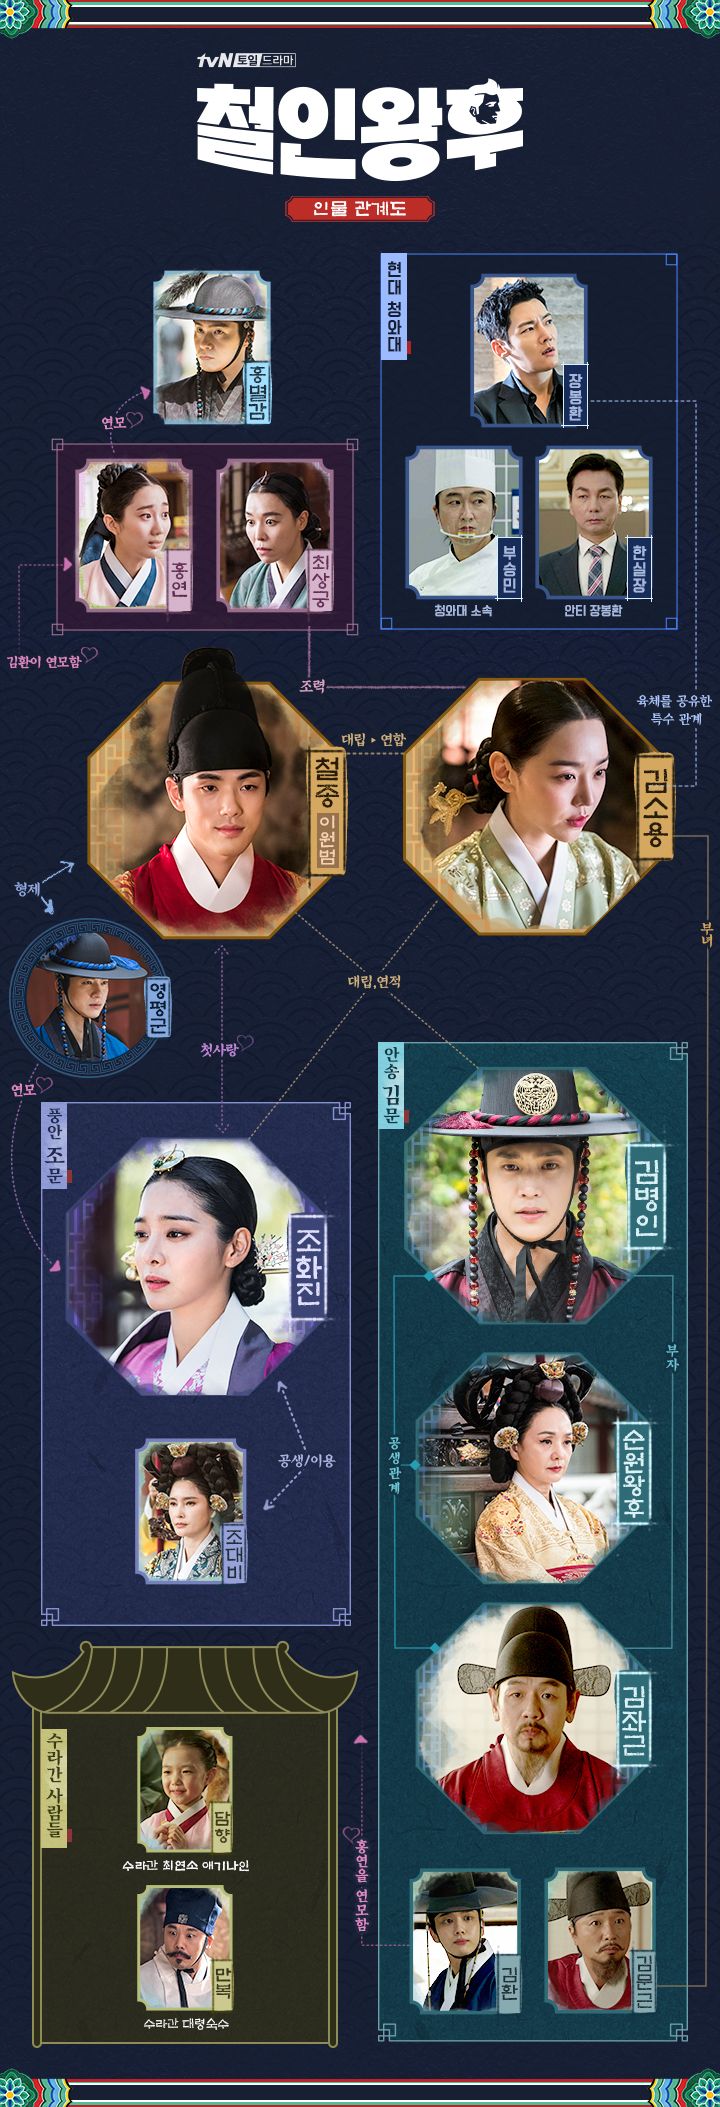 tvN 토일드라마
철인왕후
인물 관계도
홍별감
연모
홍연
최상궁
김환이 연모함
현대 청와대
장봉환
부승민
청와대 소속
한실장
안티 장봉환
조력
육체를 공유한
특수 관계
대립 ▸ 연합
철종
이원범
김소용
형제
영평군
부녀
대립,연적
첫사랑
연모
풍안 조문
조화진
공생/이용
조대비
안송 김문
김병인
부자
공생관계
순원왕후
김좌근
홍연을 연모함
김환
김문근
수라간 사람들
담향
수라간 최연소 애기나인
만복
수라간 대령숙수